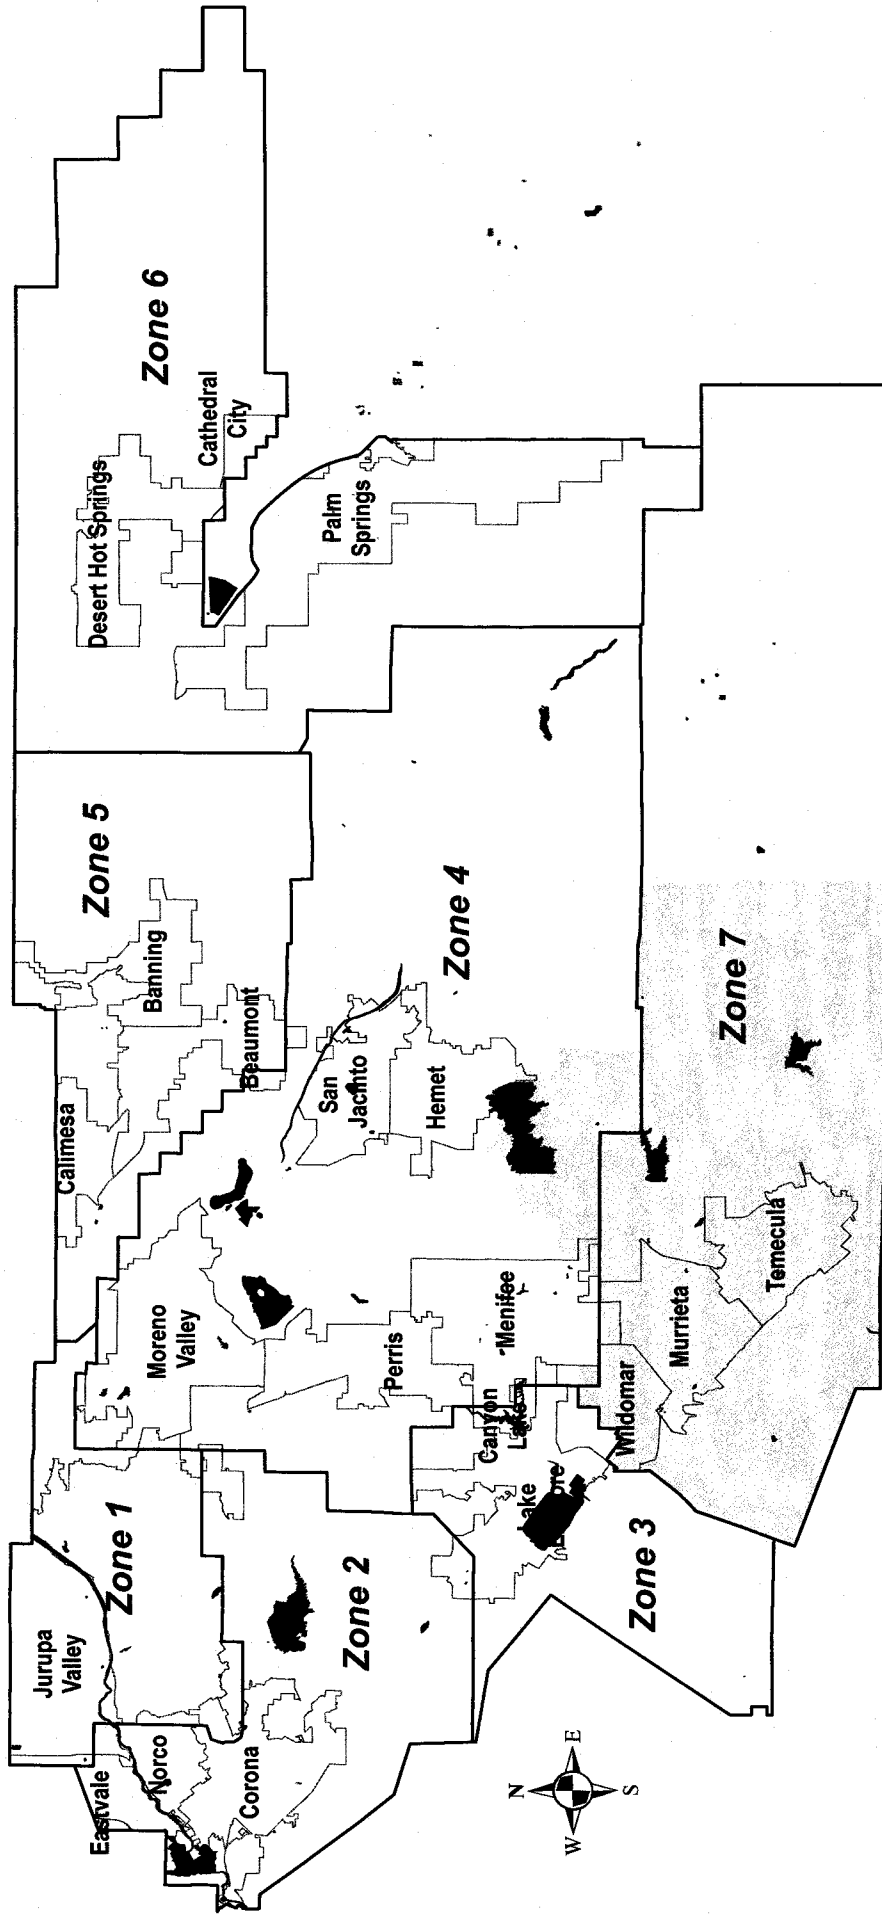 Jurupa
Valley
Eastvale
Norco
Corona
Zone 1
Zone 2
Moreno
Valley
Perris
Calimesa
Beaumont
Banning
Zone 5
Desert Hot Springs
Cathedral
City
Zone 6
Palm
Springs
San
Jacinto
Hemet
Zone 4
Canyon
Lake
Menifee
Lake
Zone 3
Wildomar
Murrieta
Temecula
Zone 7
N
W
E
S